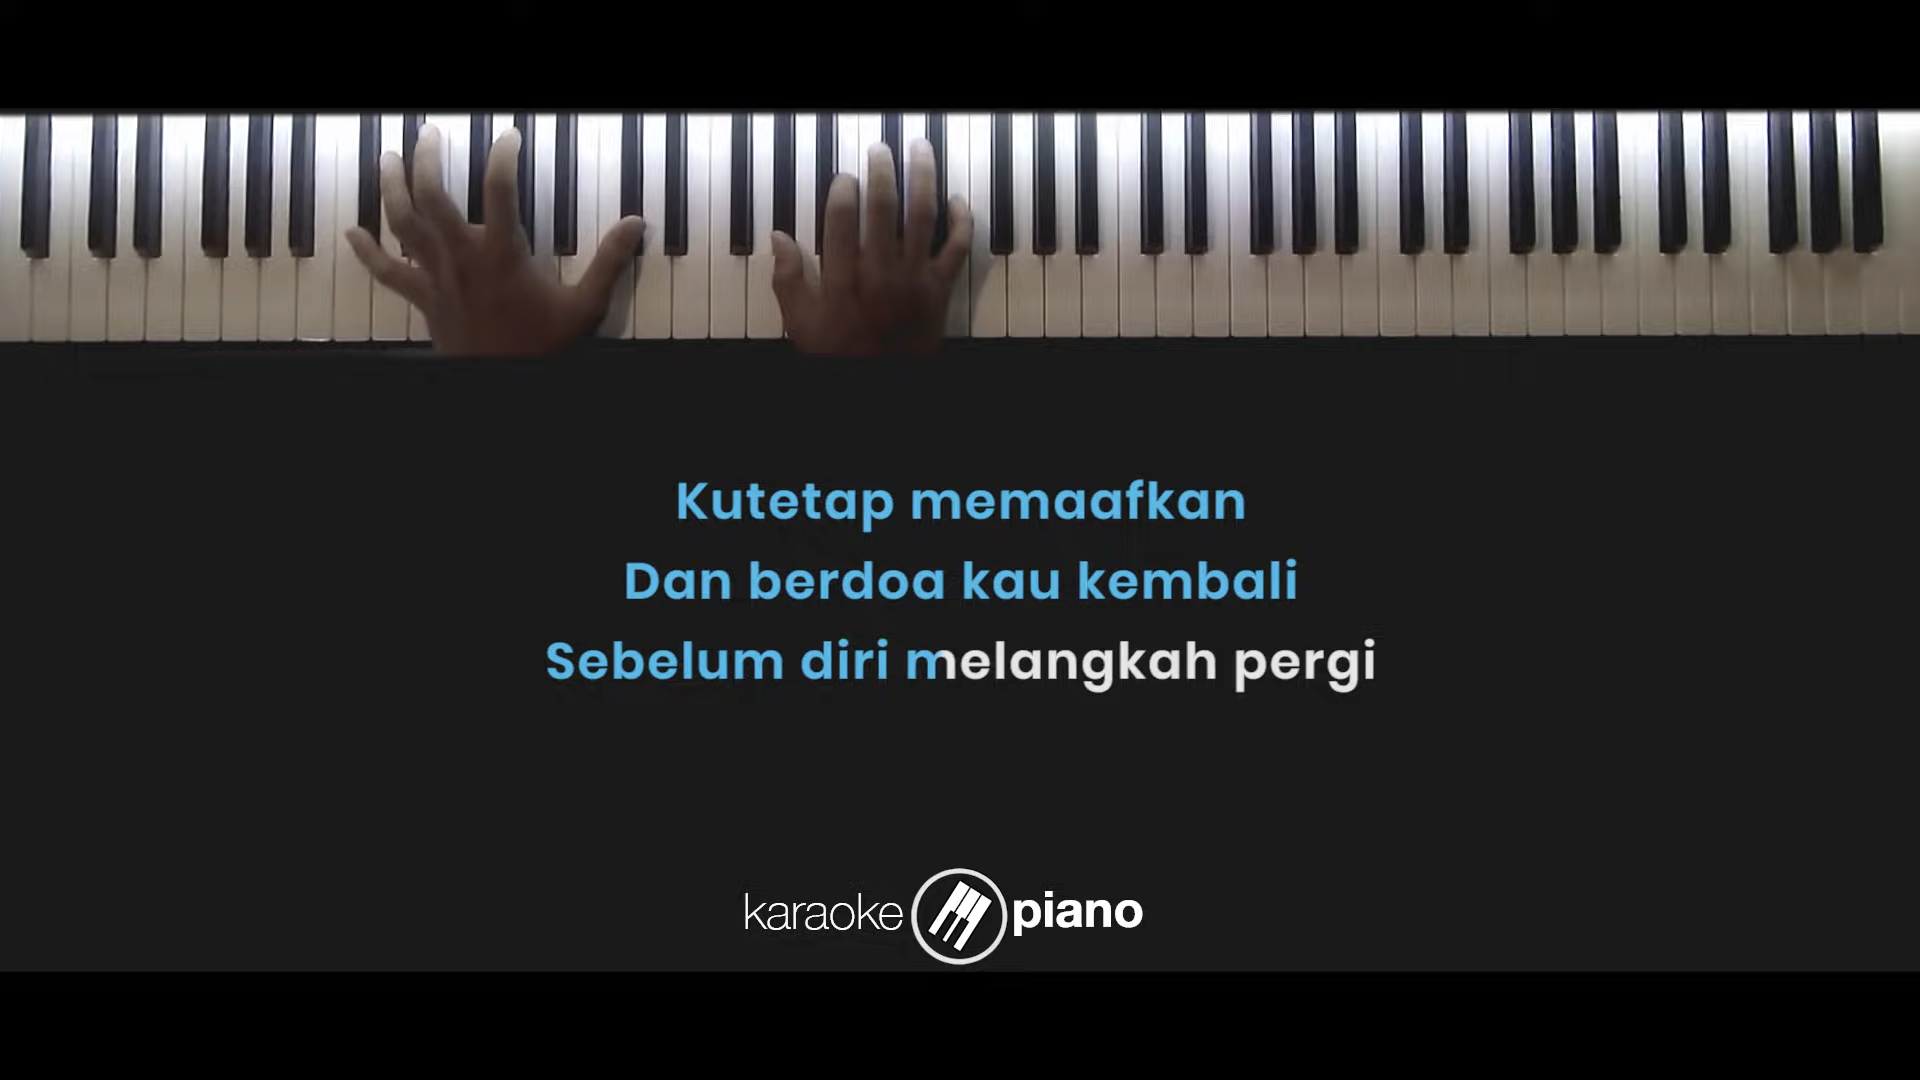 Kutetap memaafkan
Dan berdoa kau kembali
Sebelum diri melangkah pergi
karaoke piano